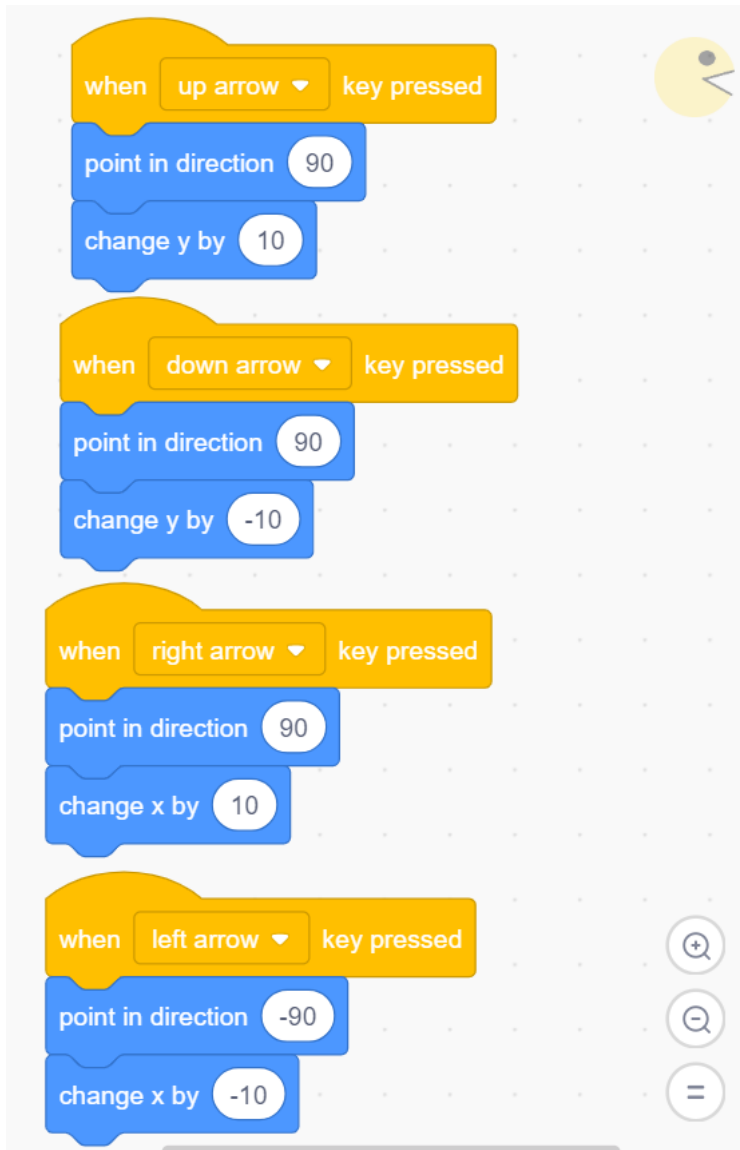 when up arrow key pressed
point in direction 90
change y by 10
when down arrow key pressed
point in direction 90
change y by -10
when right arrow key pressed
point in direction 90
change x by 10
when left arrow key pressed
point in direction -90
change x by -10